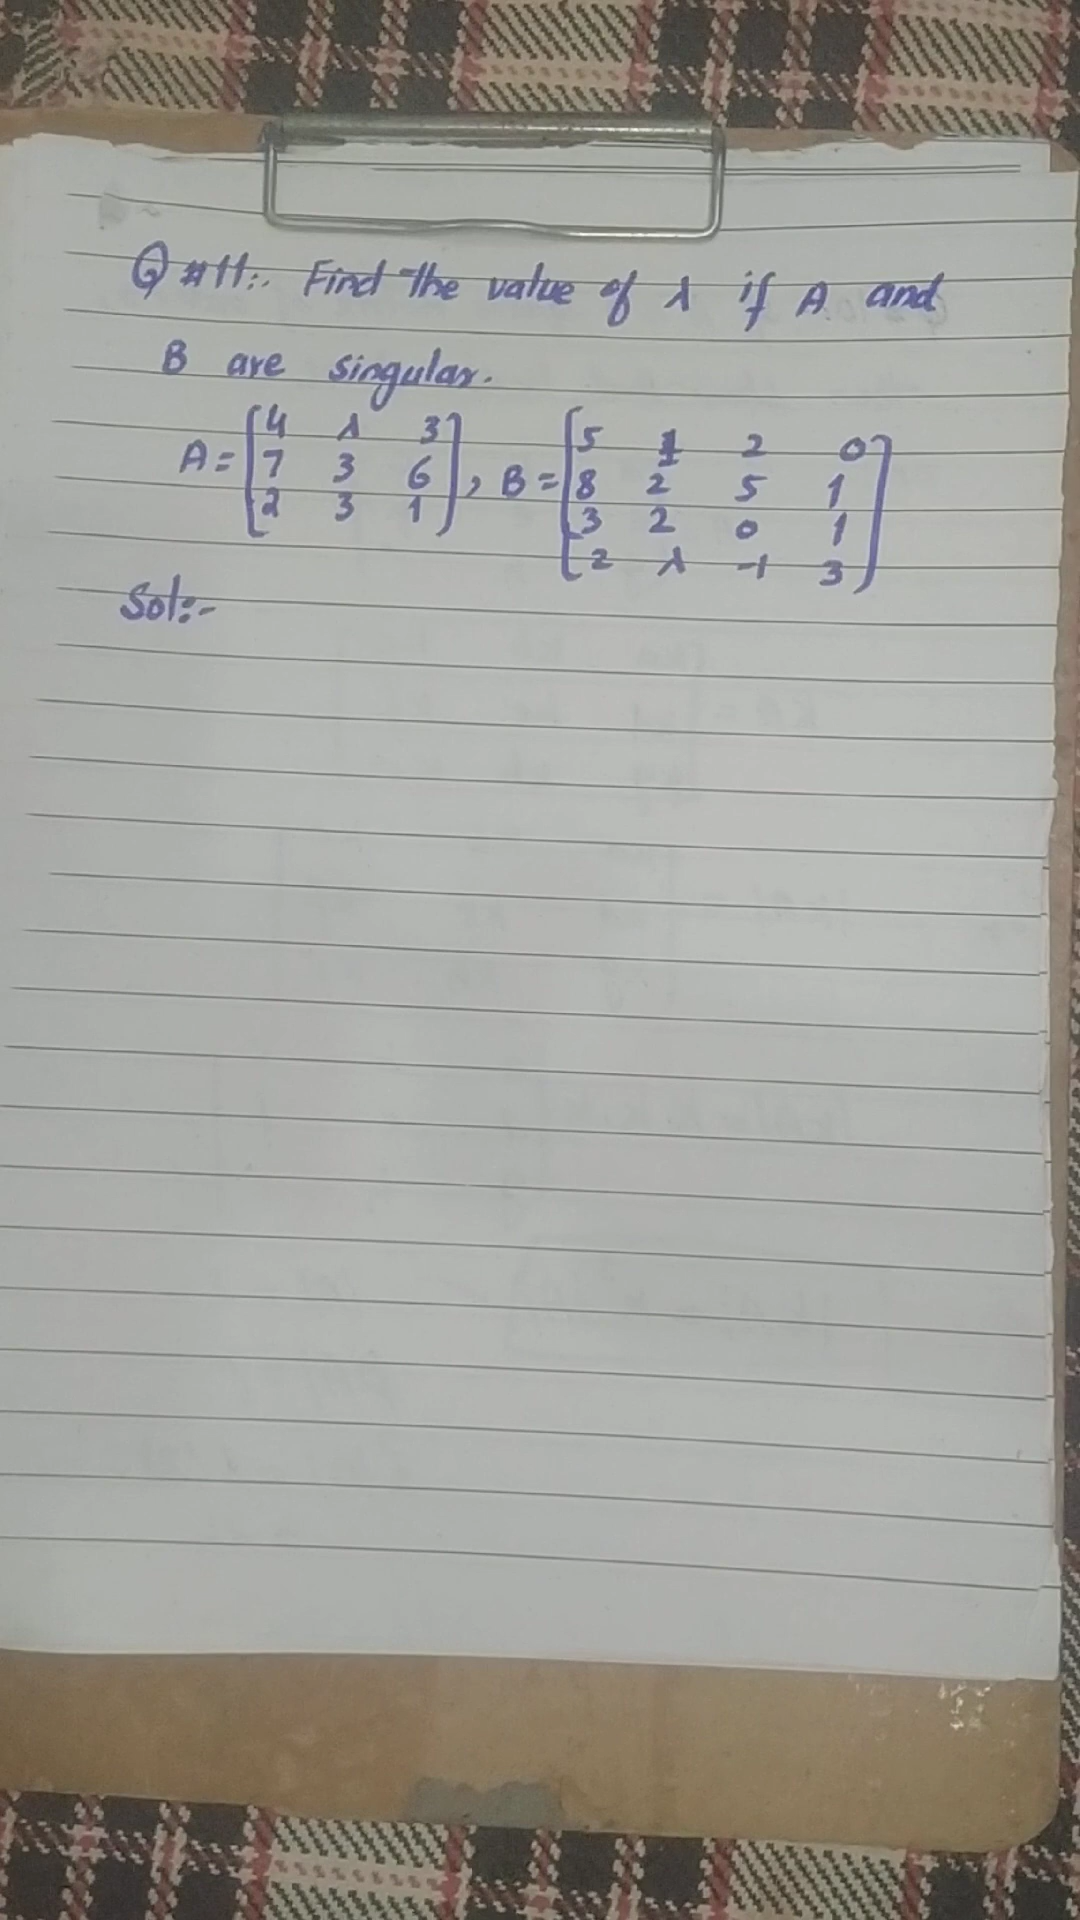 Q#11:. Find the value of λ if A and
B are singular.
A = [4 λ 3
7 3 6
2 3 1], B = [5 1 2 0
8 2 5 1
3 2 0 1
2 λ -1 3]
Sol:-